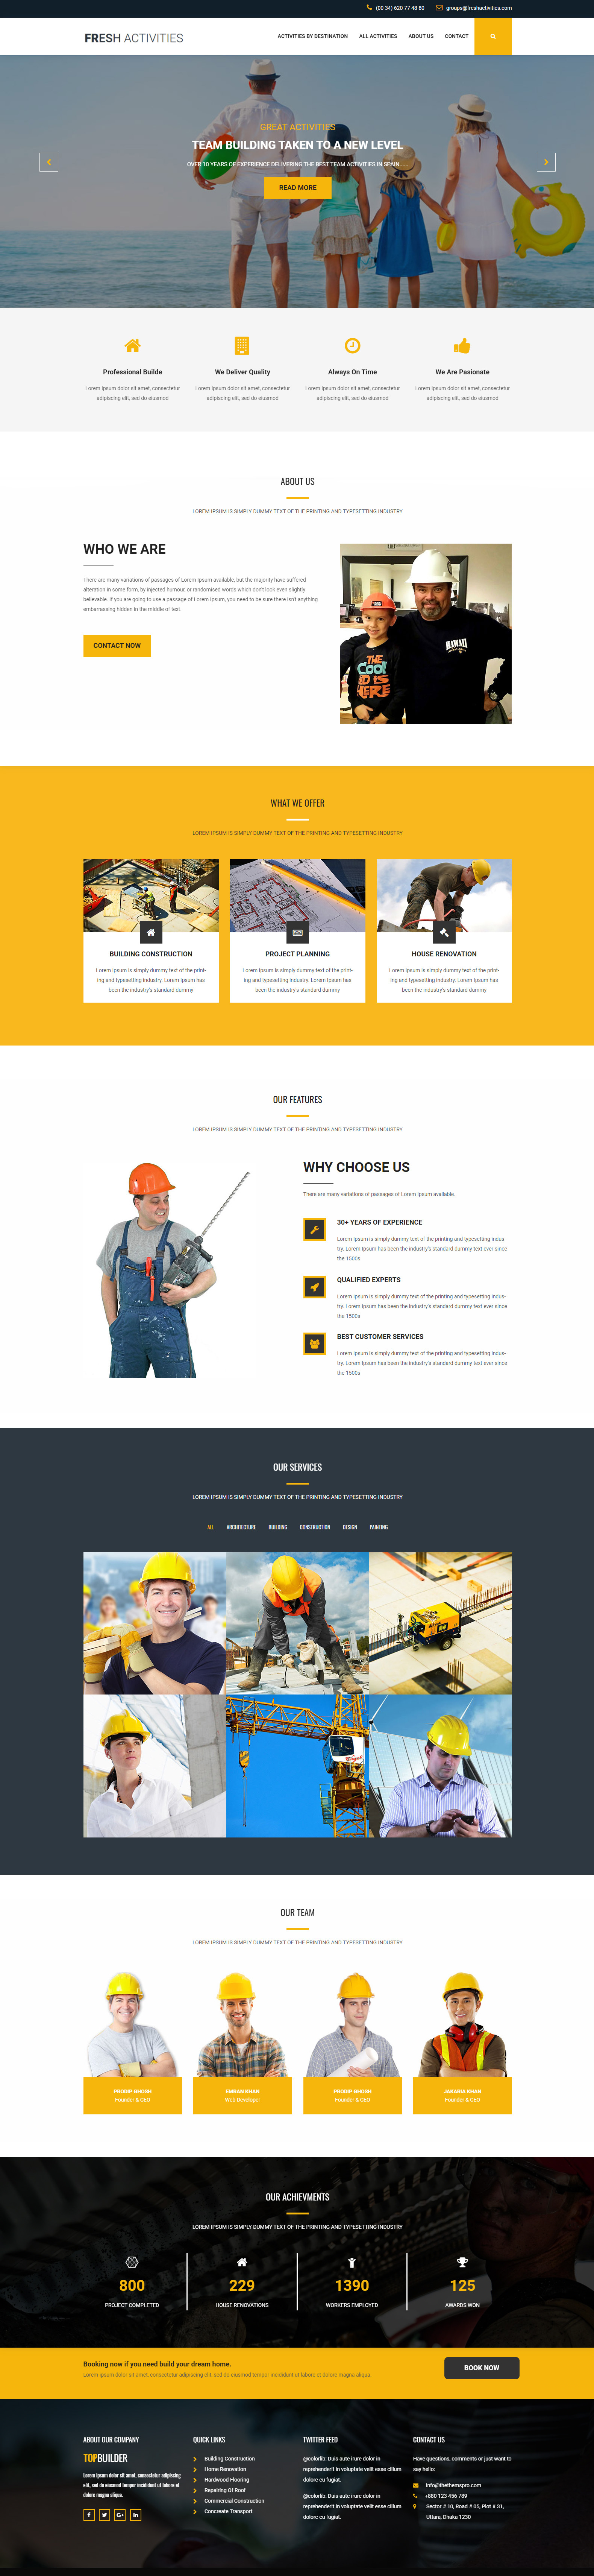 (00 34) 620 77 48 80 groups@freshactivities.com
FRESH ACTIVITIES
ACTIVITIES BY DESTINATION ALL ACTIVITIES ABOUT US CONTACT
GREAT ACTIVITIES
TEAM BUILDING TAKEN TO A NEW LEVEL
OVER 10 YEARS OF EXPERIENCE DELIVERING THE BEST TEAM ACTIVITIES IN SPAIN.....
READ MORE
Professional Builde
Lorem ipsum dolor sit amet, consectetur
adipiscing elit, sed do eiusmod
We Deliver Quality
Lorem ipsum dolor sit amet, consectetur
adipiscing elit, sed do eiusmod
Always On Time
Lorem ipsum dolor sit amet, consectetur
adipiscing elit, sed do eiusmod
We Are Pasionate
Lorem ipsum dolor sit amet, consectetur
adipiscing elit, sed do eiusmod
ABOUT US
LOREM IPSUM IS SIMPLY DUMMY TEXT OF THE PRINTING AND TYPESETTING INDUSTRY
WHO WE ARE
There are many variations of passages of Lorem Ipsum available, but the majority have suffered
alteration in some form, by injected humour, or randomised words which don't look even slightly
believable. If you are going to use a passage of Lorem Ipsum, you need to be sure there isn't anything
embarrassing hidden in the middle of text.
CONTACT NOW
THE
COOL
KID IS
HERE
HAWAII
WHAT WE OFFER
LOREM IPSUM IS SIMPLY DUMMY TEXT OF THE PRINTING AND TYPESETTING INDUSTRY
BUILDING CONSTRUCTION
Lorem Ipsum is simply dummy text of the print-
ing and typesetting industry. Lorem Ipsum has
been the industry's standard dummy
PROJECT PLANNING
Lorem Ipsum is simply dummy text of the print-
ing and typesetting industry. Lorem Ipsum has
been the industry's standard dummy
HOUSE RENOVATION
Lorem Ipsum is simply dummy text of the print-
ing and typesetting industry. Lorem Ipsum has
been the industry's standard dummy
OUR FEATURES
LOREM IPSUM IS SIMPLY DUMMY TEXT OF THE PRINTING AND TYPESETTING INDUSTRY
WHY CHOOSE US
There are many variations of passages of Lorem Ipsum available.
30+ YEARS OF EXPERIENCE
Lorem Ipsum is simply dummy text of the printing and typesetting indus-
try. Lorem Ipsum has been the industry's standard dummy text ever since
the 1500s
QUALIFIED EXPERTS
Lorem Ipsum is simply dummy text of the printing and typesetting indus-
try. Lorem Ipsum has been the industry's standard dummy text ever since
the 1500s
BEST CUSTOMER SERVICES
Lorem Ipsum is simply dummy text of the printing and typesetting indus-
try. Lorem Ipsum has been the industry's standard dummy text ever since
the 1500s
OUR SERVICES
LOREM IPSUM IS SIMPLY DUMMY TEXT OF THE PRINTING AND TYPESETTING INDUSTRY
ALL ARCHITECTURE BUILDING CONSTRUCTION DESIGN PAINTING
OUR TEAM
LOREM IPSUM IS SIMPLY DUMMY TEXT OF THE PRINTING AND TYPESETTING INDUSTRY
PRODIP GHOSH
Founder & CEO
EMRAN KHAN
Web-Developer
PRODIP GHOSH
Founder & CEO
JAKARIA KHAN
Founder & CEO
OUR ACHIEVMENTS
LOREM IPSUM IS SIMPLY DUMMY TEXT OF THE PRINTING AND TYPESETTING INDUSTRY
800
PROJECT COMPLETED
229
HOUSE RENOVATIONS
1390
WORKERS EMPLOYED
125
AWARDS WON
Booking now if you need build your dream home.
Lorem ipsum dolor sit amet, consectetur adipiscing elit, sed do eiusmod tempor incididunt ut labore et dolore magna aliqua.
BOOK NOW
ABOUT OUR COMPANY
TOPBUILDER
Lorem ipsum dolor sit amet, consectetur adipisicing
elit, sed do eiusmod tempor incididunt ut labore et
dolore magna aliqua.
QUICK LINKS
Building Construction
Home Renovation
Hardwood Flooring
Repairing Of Roof
Commercial Construction
Concreate Transport
TWITTER FEED
@colorlib: Duis aute irure dolor in
reprehenderit in voluptate velit esse cillum
dolore eu fugiat.
@colorlib: Duis aute irure dolor in
reprehenderit in voluptate velit esse cillum
dolore eu fugiat.
CONTACT US
Have questions, comments or just want to
say hello:
info@thethemspro.com
+880 123 456 789
Sector # 10, Road # 05, Plot # 31,
Uttara, Dhaka 1230